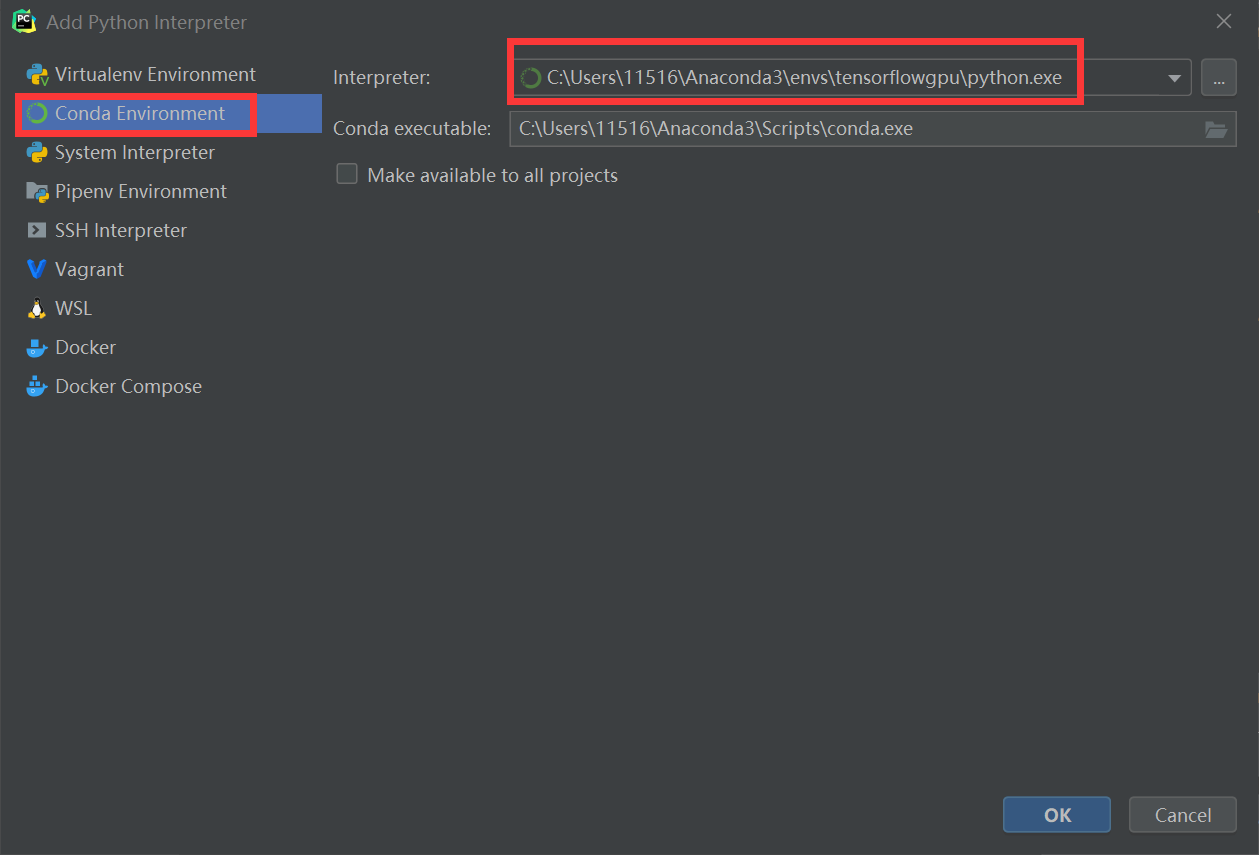 Add Python Interpreter
Virtualenv Environment
Conda Environment
System Interpreter
Pipenv Environment
SSH Interpreter
Vagrant
WSL
Docker
Docker Compose
Interpreter: C:\Users\11516\Anaconda3\envs\tensorflowgpu\python.exe ...
Conda executable: C:\Users\11516\Anaconda3\Scripts\conda.exe
Make available to all projects
OK Cancel